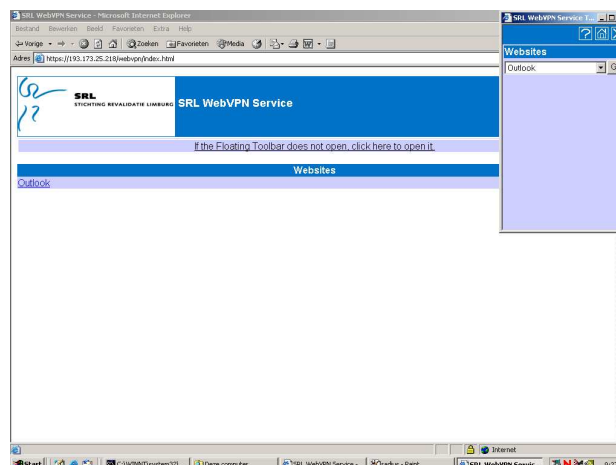 SRL WebVPN Service - Microsoft Internet Explorer
Bestand Bewerken Beeld Favorieten Extra Help
Vorige Zoeken Favorieten Media
Adres https://193.173.25.218/webvpn/index.html
SRL
STICHTING REVALIDATIE LIMBURG
SRL WebVPN Service
If the Floating Toolbar does not open, click here to open it.
Websites
Outlook
SRL WebVPN Service T...
Websites
Outlook
Internet
Start C:\WINNT\system32\ Deze computer SRL WebVPN Service - radius - Paint SRL WebVPN Servic...